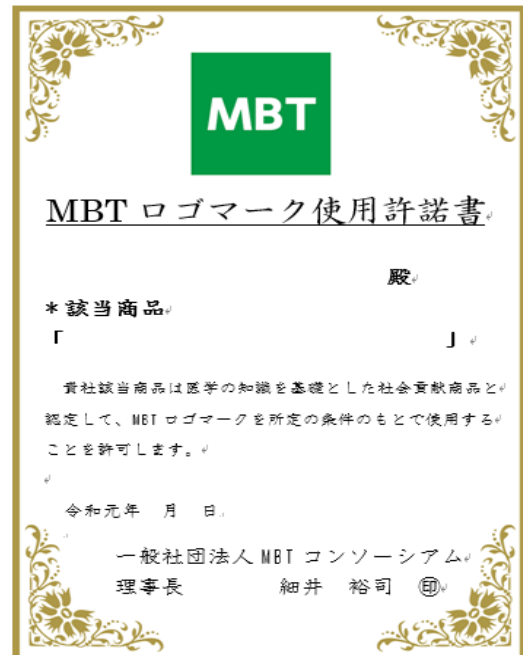 MBT
MBT ロゴマーク使用許諾書
殿
＊該当商品
「 」
貴社該当商品は医学の知識を基礎とした社会貢献商品と
認定して、MBT ロゴマークを所定の条件のもとで使用する
ことを許可します。
令和元年 月 日
一般社団法人 MBT コンソーシアム
理事長 細井 裕司 ㊞